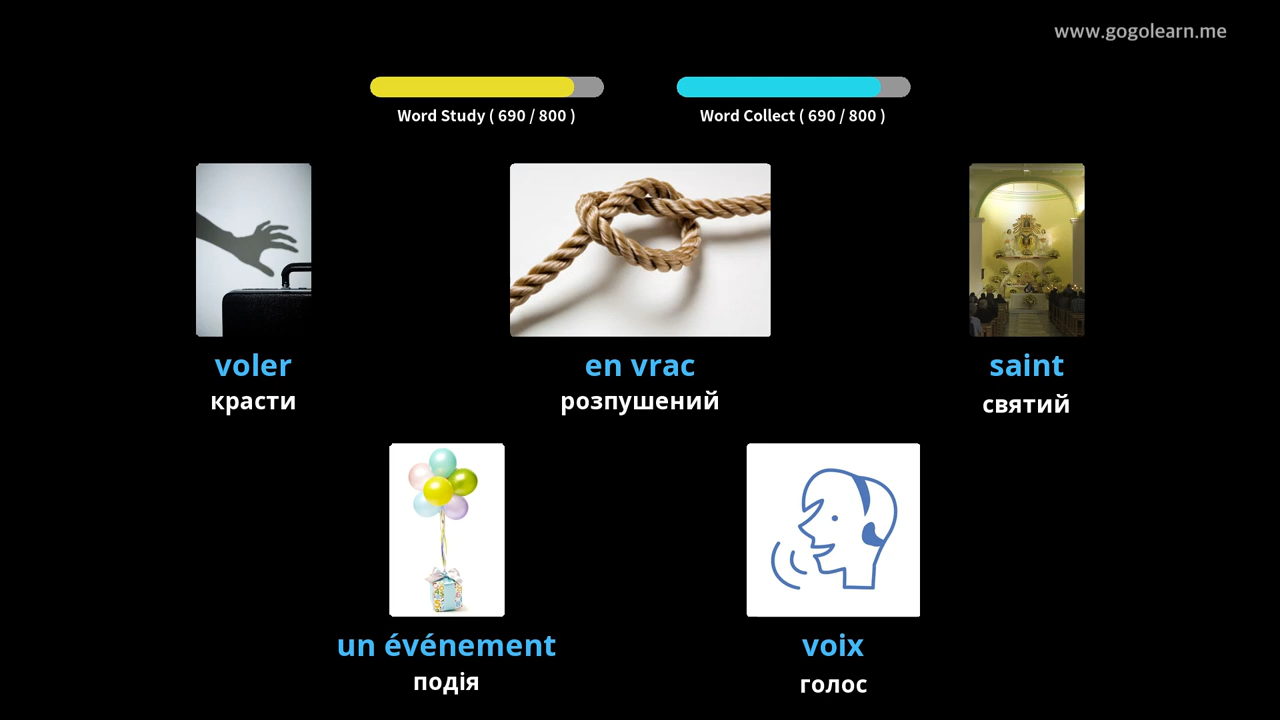 www.gogolearn.me
Word Study ( 690 / 800 )
Word Collect ( 690 / 800 )
voler
красти
en vrac
розпушений
saint
святий
un événement
подія
voix
голос